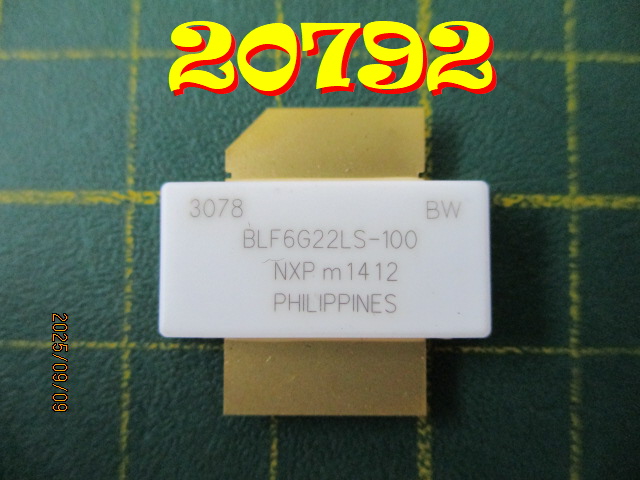 20792
3078 BW
BLF6G22LS-100
NXP m1412
PHILIPPINES
2025/09/09